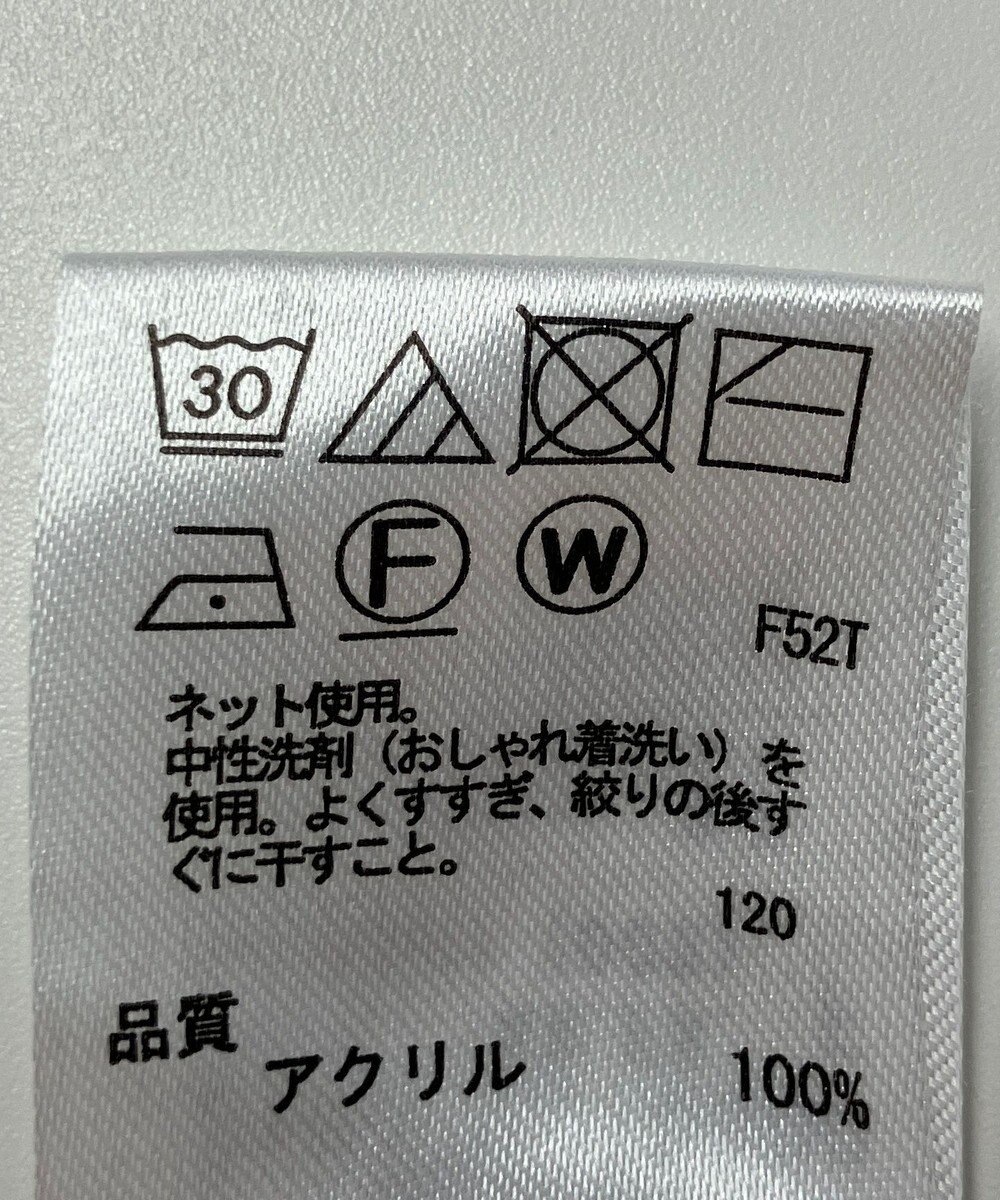 30
F W
F52T
ネット使用。
中性洗剤（おしゃれ着洗い）を
使用。よくすすぎ、絞りの後す
ぐに干すこと。
120
品質
アクリル 100%